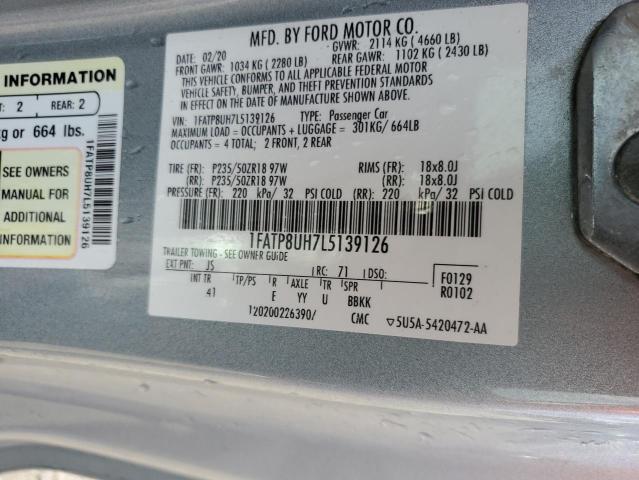 INFORMATION
T: 2 REAR: 2
kg or 664 lbs.
SEE OWNERS
MANUAL FOR
ADDITIONAL
INFORMATION
1FATP8UH7L5139126
MFD. BY FORD MOTOR CO.
DATE: 02/20 GVWR: 2114 KG ( 4660 LB)
FRONT GAWR: 1034 KG ( 2280 LB) REAR GAWR: 1102 KG ( 2430 LB)
THIS VEHICLE CONFORMS TO ALL APPLICABLE FEDERAL MOTOR
VEHICLE SAFETY, BUMPER, AND THEFT PREVENTION STANDARDS
IN EFFECT ON THE DATE OF MANUFACTURE SHOWN ABOVE.
VIN: 1FATP8UH7L5139126 TYPE: Passenger Car
MAXIMUM LOAD = OCCUPANTS + LUGGAGE = 301KG/ 664LB
OCCUPANTS = 4 TOTAL; 2 FRONT, 2 REAR
TIRE (FR): P235/50ZR18 97W RIMS (FR): 18x8.0J
(RR): P235/50ZR18 97W (RR): 18x8.0J
PRESSURE (FR): 220 kPa/ 32 PSI COLD (RR): 220 kPa/ 32 PSI COLD
1FATP8UH7L5139126
TRAILER TOWING - SEE OWNER GUIDE
EXT PNT: JS RC: 71 DSO: F0129
INT TR TP/PS R AXLE TR SPR R0102
41 E YY U BBKK
120200226390/ CMC ▽5U5A-5420472-AA